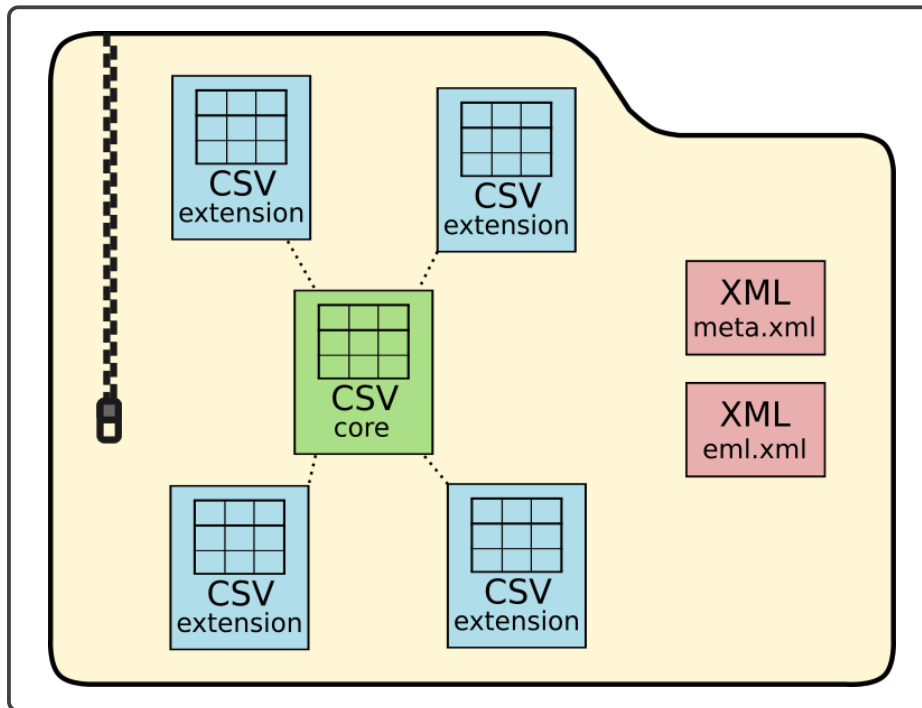 CSV
extension
CSV
extension
XML
meta.xml
CSV
core
XML
eml.xml
CSV
extension
CSV
extension